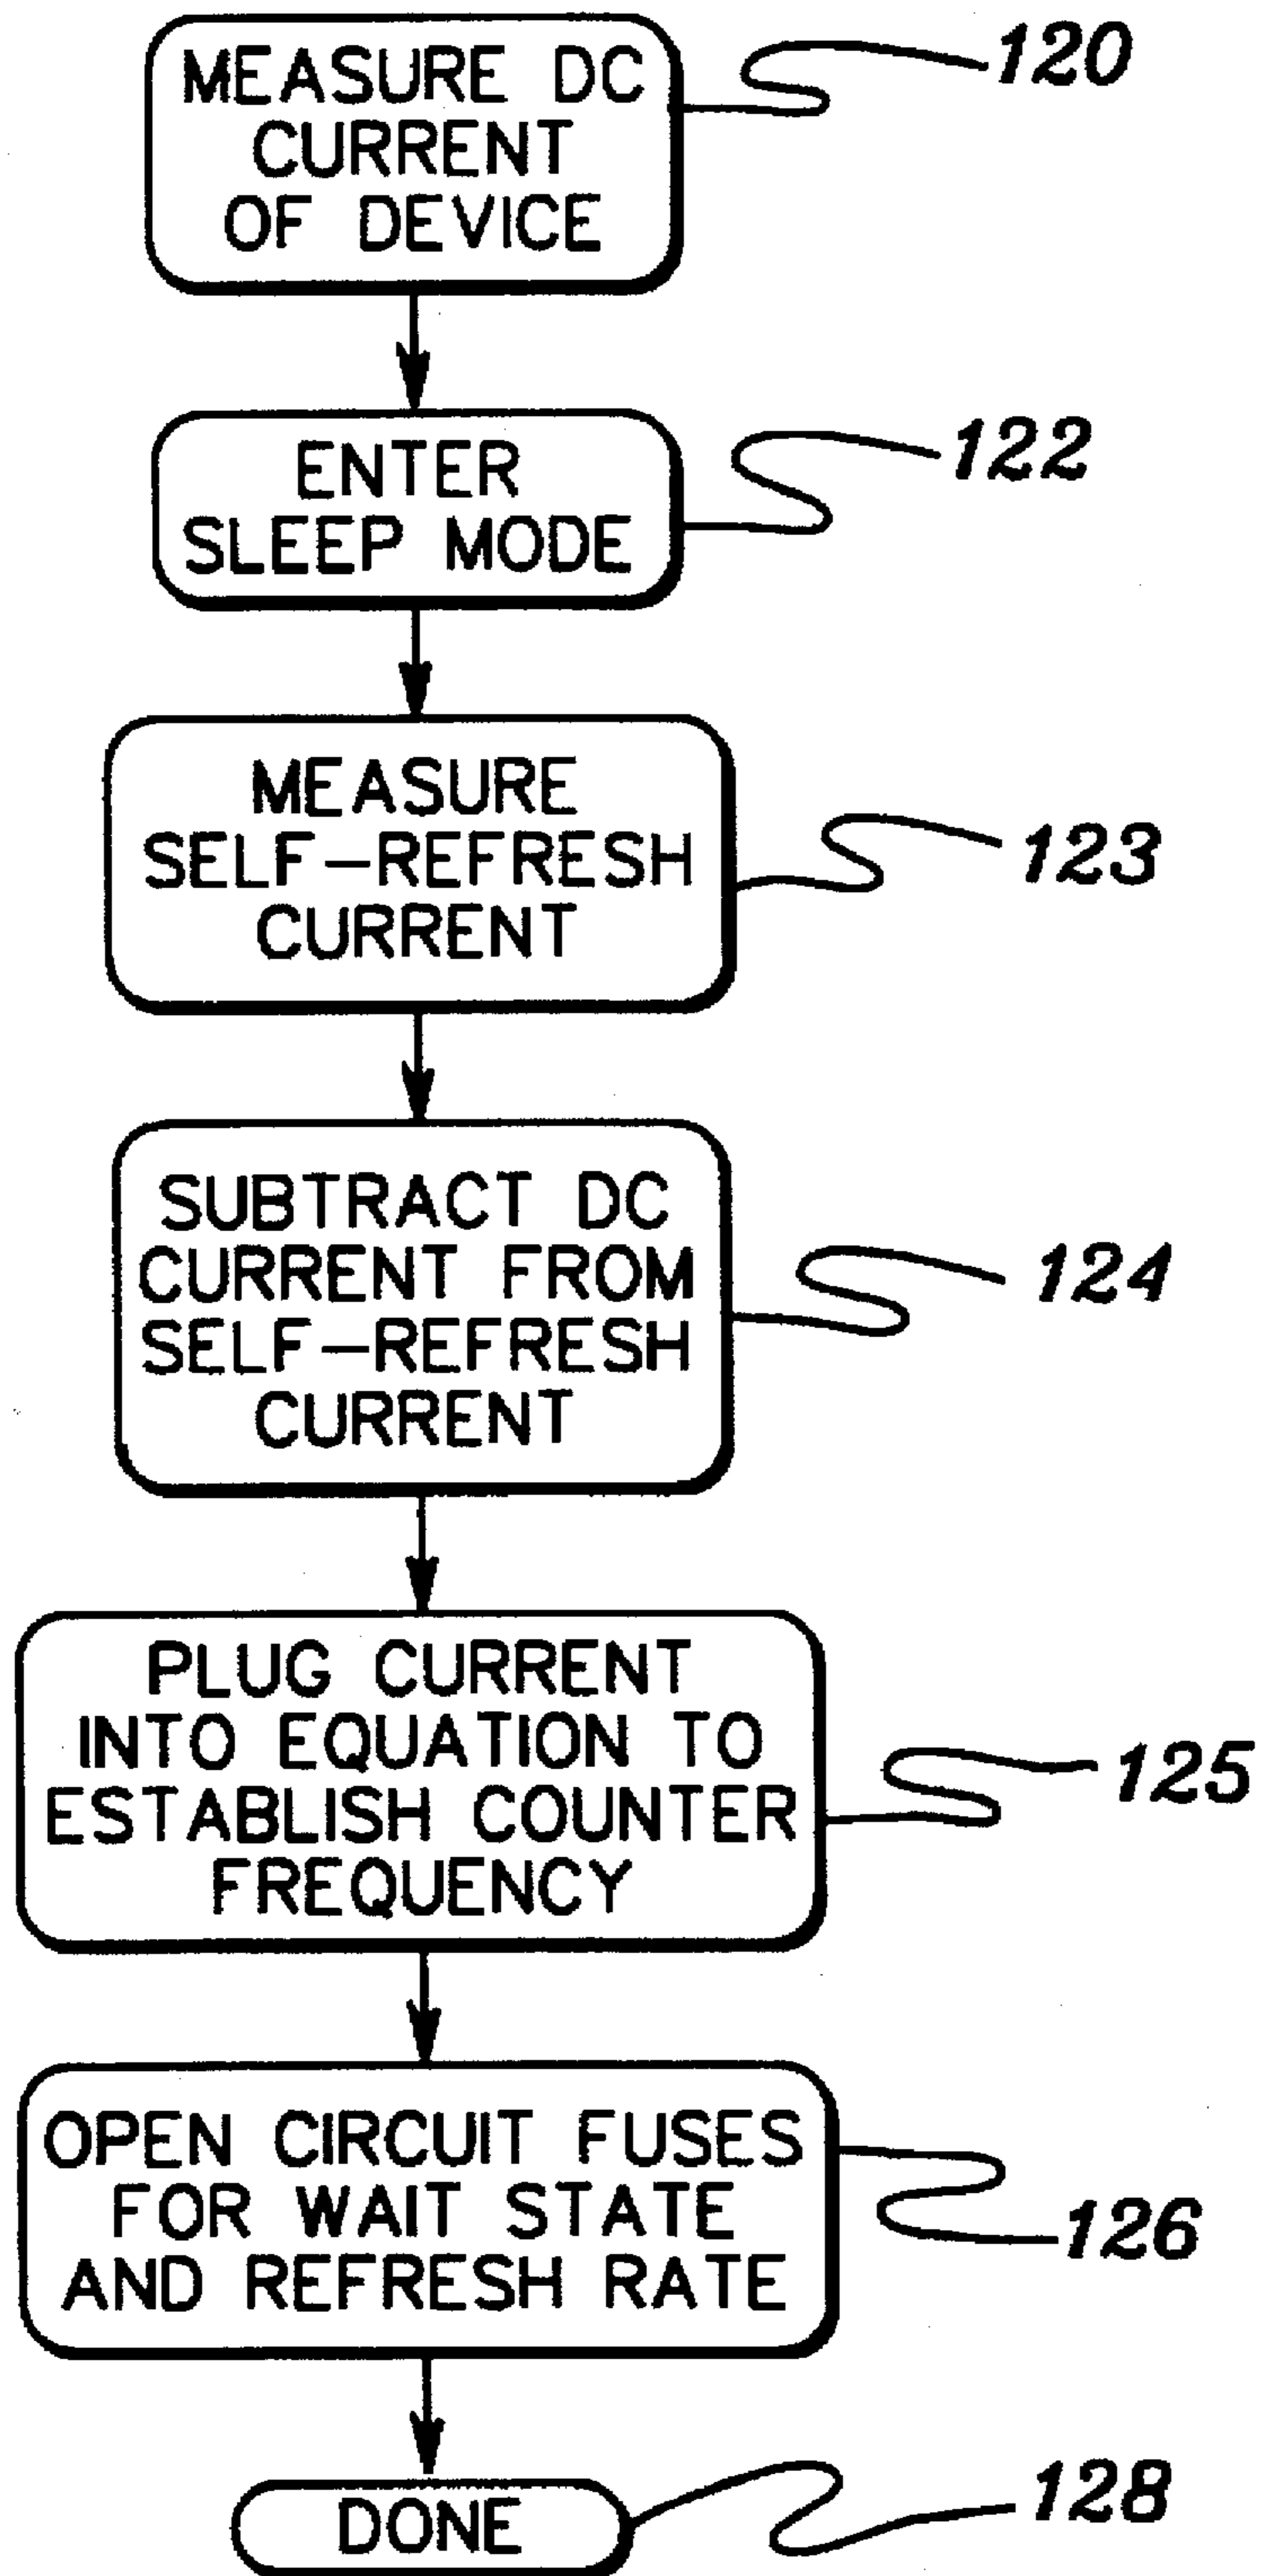 MEASURE DC
CURRENT
OF DEVICE
120
ENTER
SLEEP MODE
122
MEASURE
SELF-REFRESH
CURRENT
123
SUBTRACT DC
CURRENT FROM
SELF-REFRESH
CURRENT
124
PLUG CURRENT
INTO EQUATION TO
ESTABLISH COUNTER
FREQUENCY
125
OPEN CIRCUIT FUSES
FOR WAIT STATE
AND REFRESH RATE
126
DONE
128